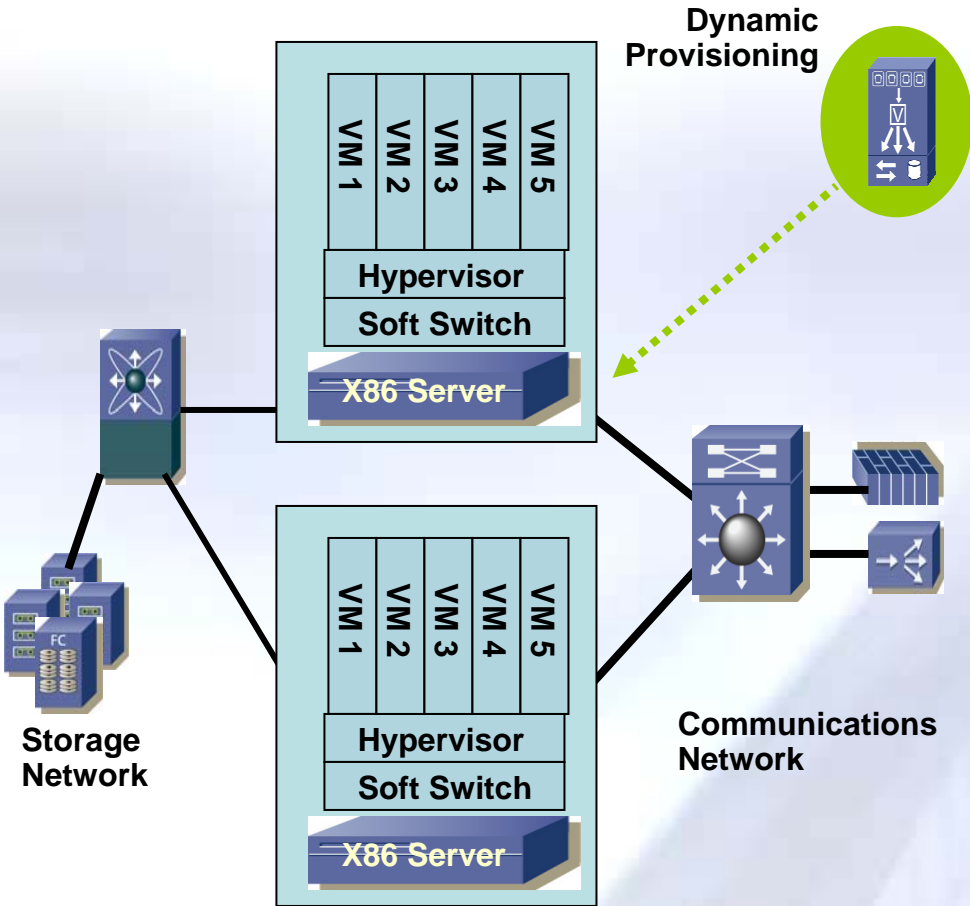 Dynamic
Provisioning
V
VM 1
VM 2
VM 3
VM 4
VM 5
Hypervisor
Soft Switch
X86 Server
VM 1
VM 2
VM 3
VM 4
VM 5
Hypervisor
Soft Switch
X86 Server
FC
Storage
Network
Communications
Network